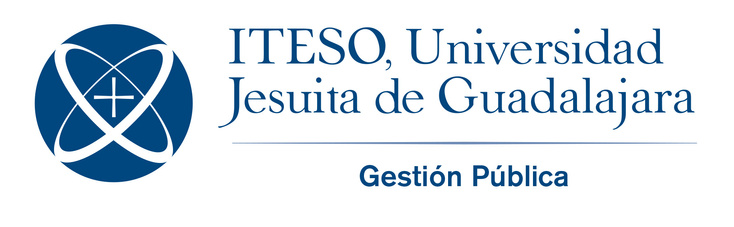 ITESO, Universidad
Jesuita de Guadalajara
Gestión Pública